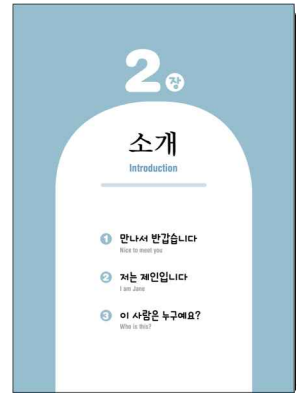 2장
소개
Introduction
1 만나서 반갑습니다
Nice to meet you
2 저는 제인입니다
I am Jane
3 이 사람은 누구예요?
Who is this?